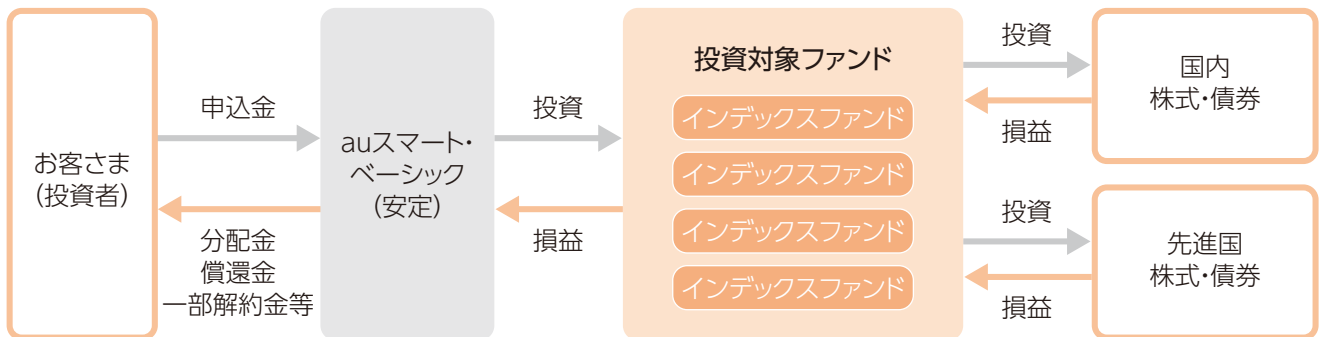 お客さま
(投資者)
申込金
分配金
償還金
一部解約金等
auスマート・
ベーシック
(安定)
投資
損益
投資対象ファンド
インデックスファンド
インデックスファンド
インデックスファンド
インデックスファンド
投資
損益
国内
株式・債券
投資
損益
先進国
株式・債券